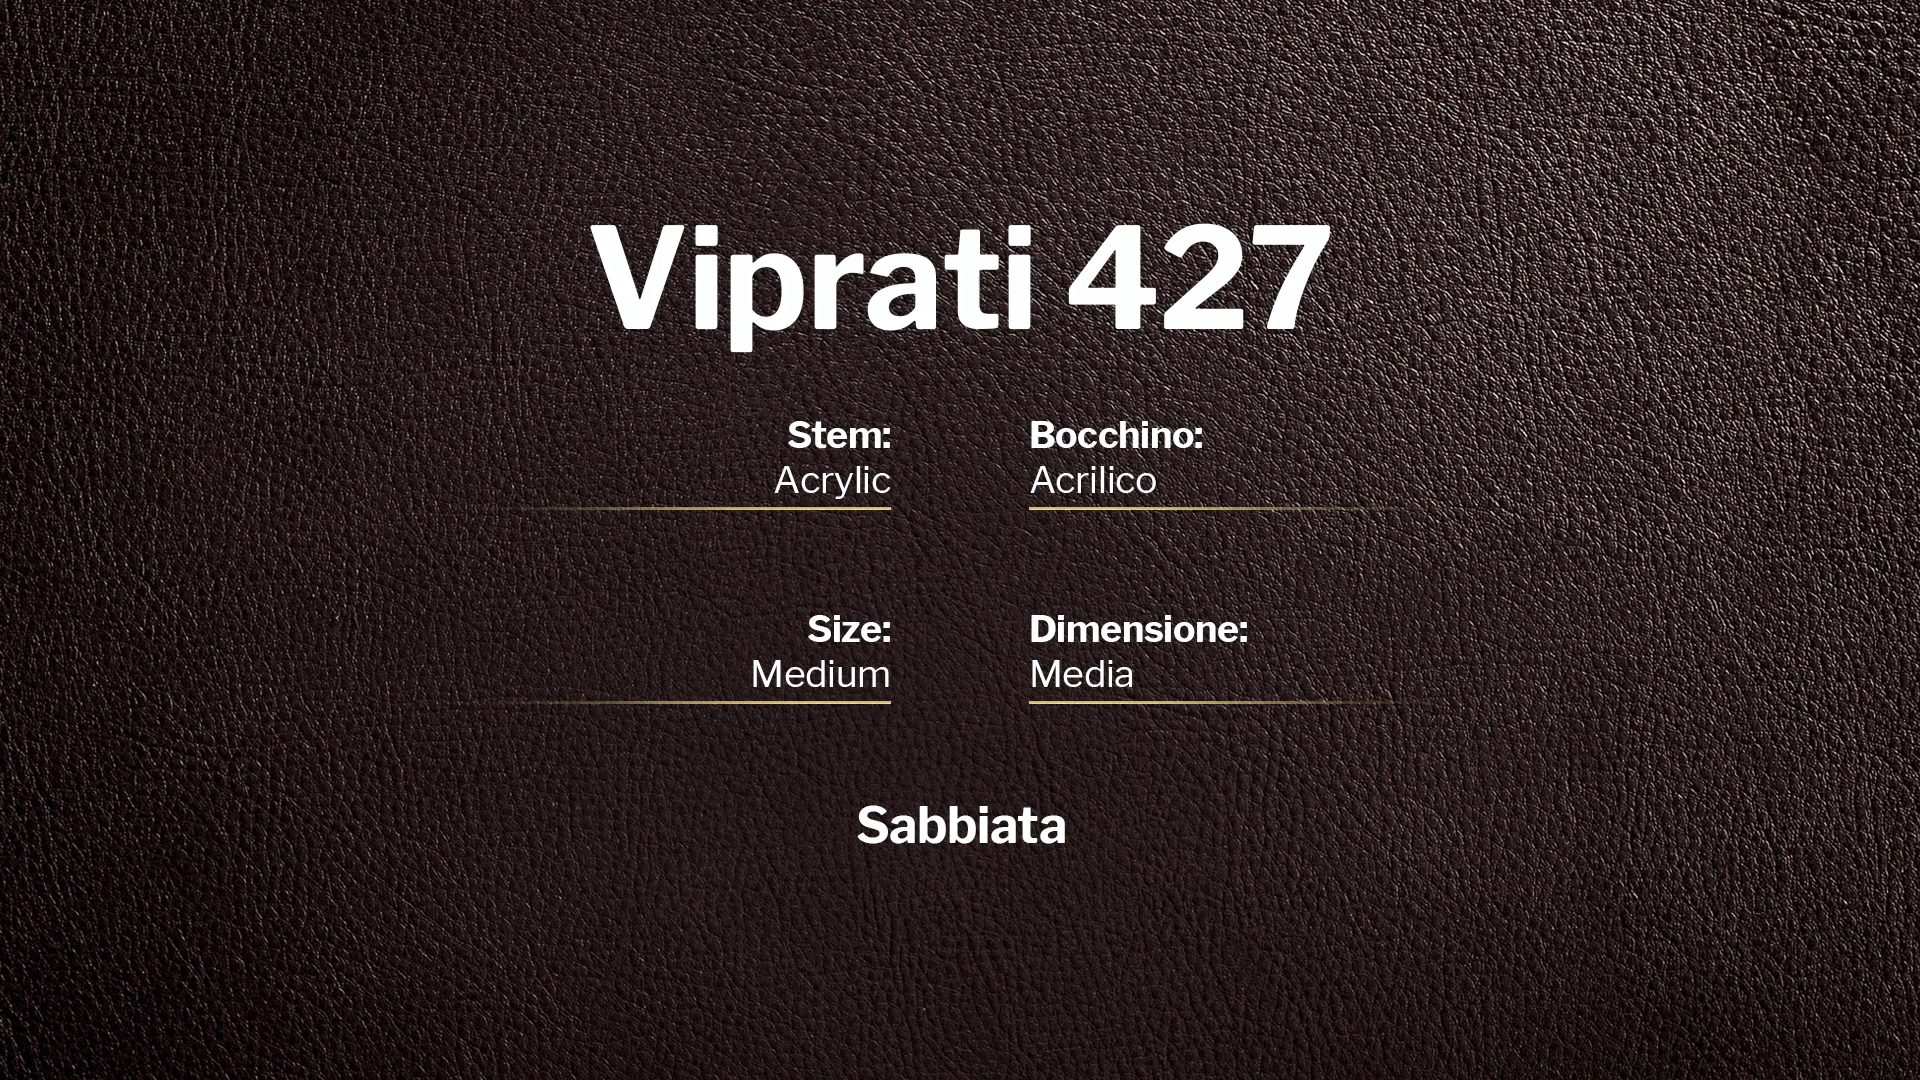 Viprati 427
Stem:
Acrylic
Bocchino:
Acrilico
Size:
Medium
Dimensione:
Media
Sabbiata